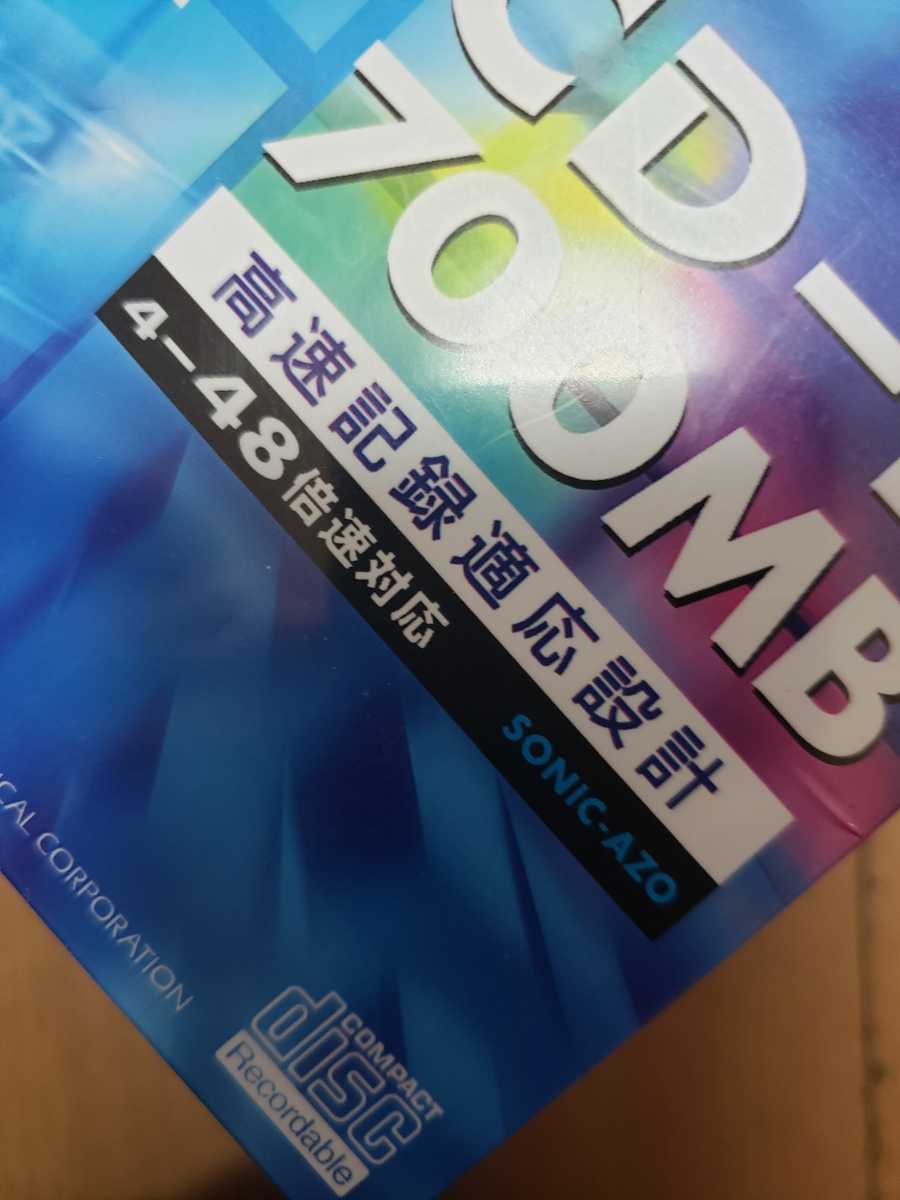 CD-
700MB
高速記録適応設計
4-48倍速対応
SONIC-AZO
CORPORATION
COMPACT
disc
Recordable